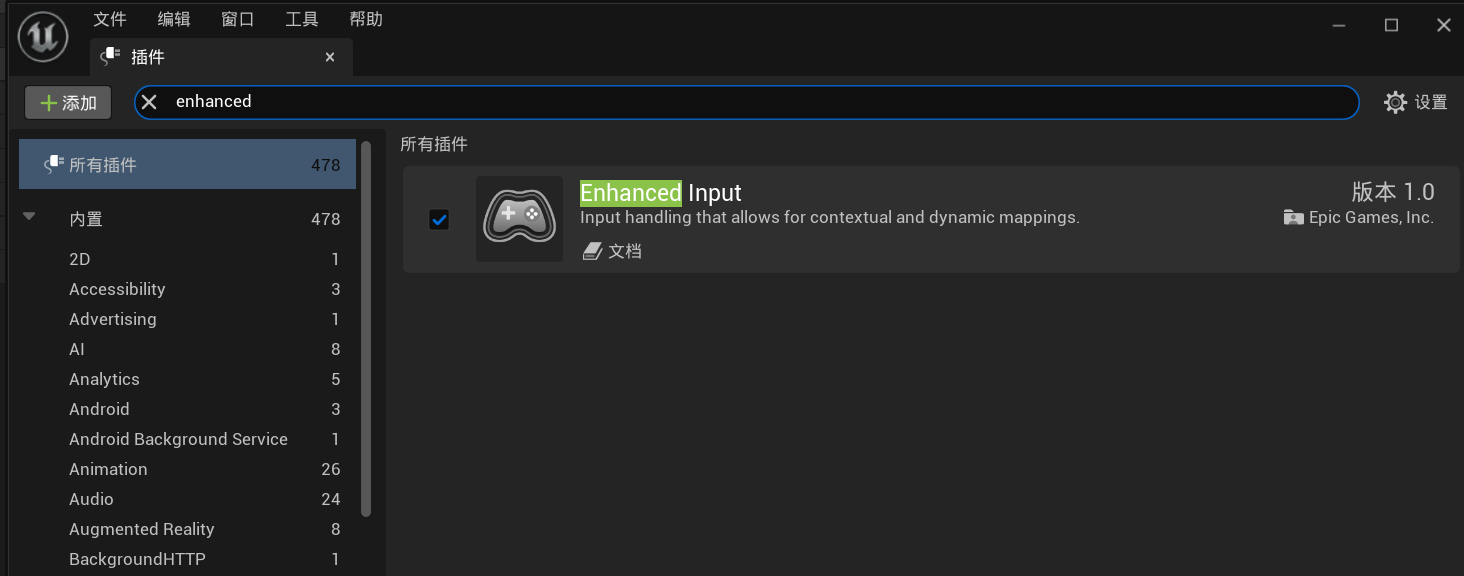 文件 编辑 窗口 工具 帮助
插件
添加
enhanced
设置
所有插件 478
内置 478
2D 1
Accessibility 3
Advertising 1
AI 8
Analytics 5
Android 3
Android Background Service 1
Animation 26
Audio 24
Augmented Reality 8
BackgroundHTTP 1
所有插件
Enhanced Input
Input handling that allows for contextual and dynamic mappings.
文档
版本 1.0
Epic Games, Inc.